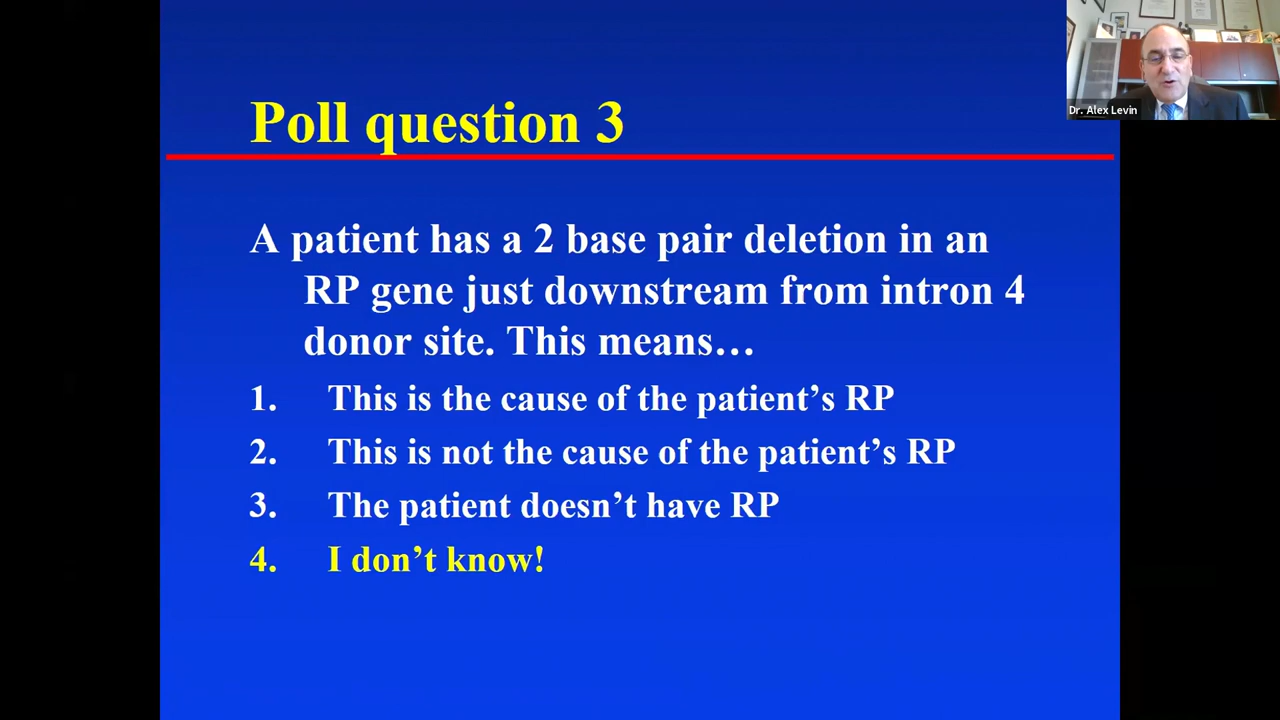 Poll question 3
Dr. Alex Levin
A patient has a 2 base pair deletion in an
RP gene just downstream from intron 4
donor site. This means…
1. This is the cause of the patient’s RP
2. This is not the cause of the patient’s RP
3. The patient doesn’t have RP
4. I don’t know!